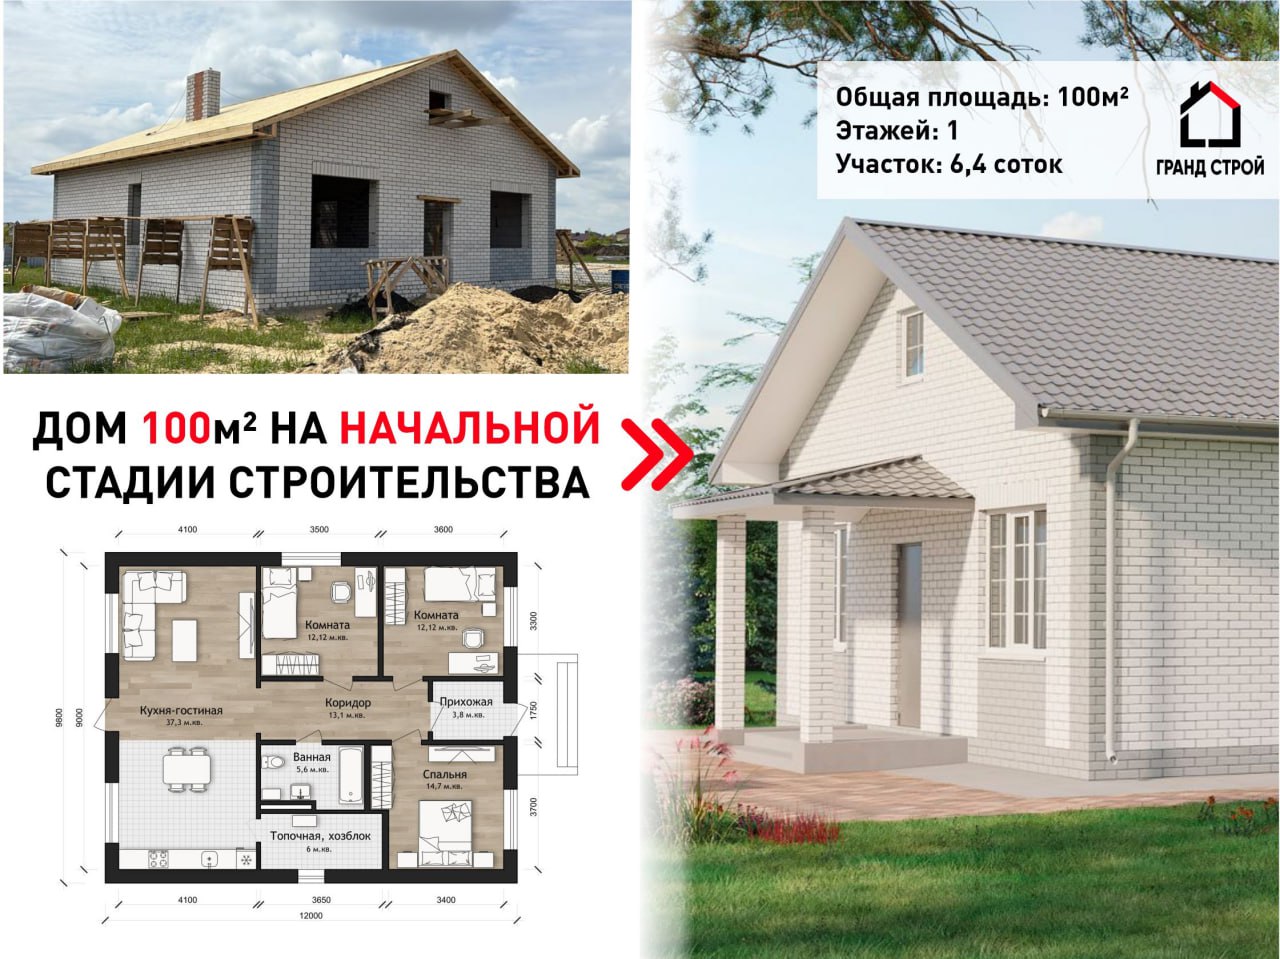 Общая площадь: 100м²
Этажей: 1
Участок: 6,4 соток
ГРАНД СТРОЙ
ДОМ 100м² НА НАЧАЛЬНОЙ
СТАДИИ СТРОИТЕЛЬСТВА
4100
3500
3600
9800
9000
3300
1750
3700
Комната
12,12 м.кв.
Комната
12,12 м.кв.
Кухня-гостиная
37,3 м.кв.
Коридор
13,1 м.кв.
Прихожая
3,8 м.кв.
Ванная
5,6 м.кв.
Спальня
14,7 м.кв.
Топочная, хозблок
6 м.кв.
4100
3650
3400
12000